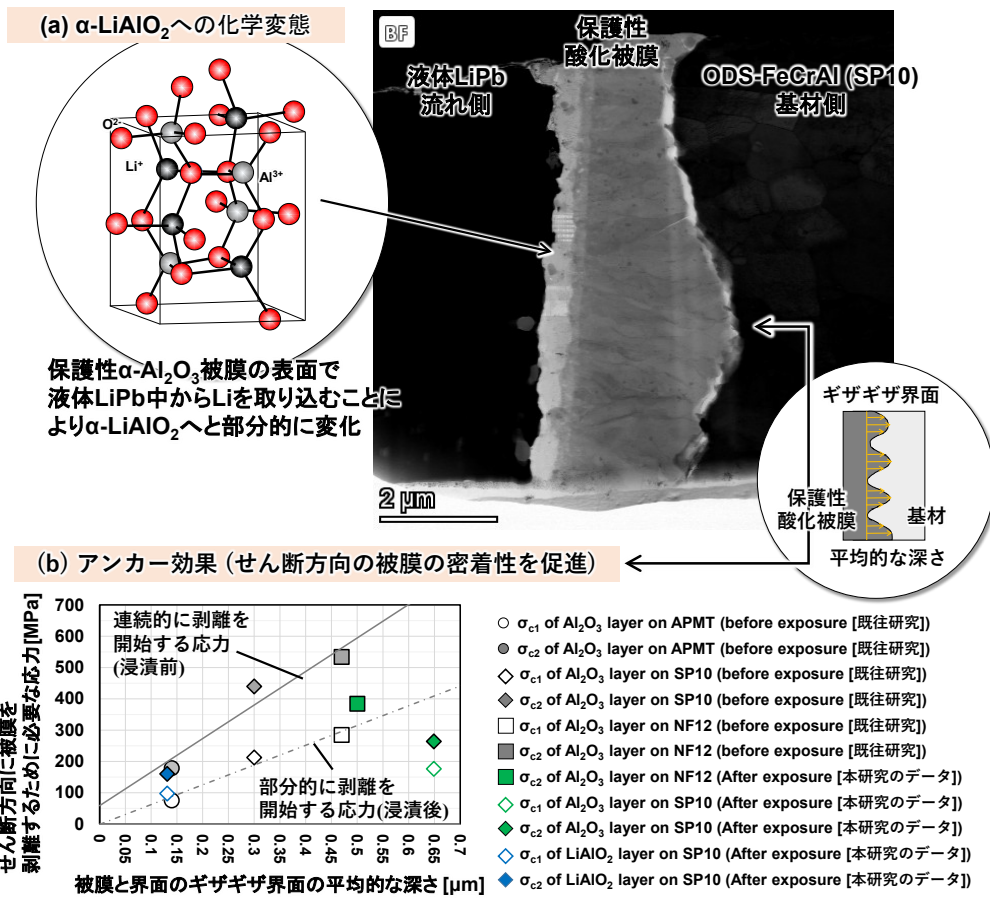 (a) α-LiAlO₂への化学変態
O²⁻
Li⁺
Al³⁺
保護性α-Al₂O₃被膜の表面で
液体LiPb中からLiを取り込むことに
よりα-LiAlO₂へと部分的に変化
BF
液体LiPb
流れ側
保護性
酸化被膜
ODS-FeCrAl (SP10)
基材側
2 μm
ギザギザ界面
保護性
酸化被膜
基材
平均的な深さ
(b) アンカー効果 (せん断方向の被膜の密着性を促進)
せん断方向に被膜を
剥離するために必要な応力[MPa]
700
600
500
400
300
200
100
0
連続的に剥離を
開始する応力
(浸漬前)
部分的に剥離を
開始する応力(浸漬後)
0 0.05 0.1 0.15 0.2 0.25 0.3 0.35 0.4 0.45 0.5 0.55 0.6 0.65 0.7
被膜と界面のギザギザ界面の平均的な深さ [μm]
σc1 of Al₂O₃ layer on APMT (before exposure [既往研究])
σc2 of Al₂O₃ layer on APMT (before exposure [既往研究])
σc1 of Al₂O₃ layer on SP10 (before exposure [既往研究])
σc2 of Al₂O₃ layer on SP10 (before exposure [既往研究])
σc1 of Al₂O₃ layer on NF12 (before exposure [既往研究])
σc2 of Al₂O₃ layer on NF12 (before exposure [既往研究])
σc2 of Al₂O₃ layer on NF12 (After exposure [本研究のデータ])
σc1 of Al₂O₃ layer on SP10 (After exposure [本研究のデータ])
σc2 of Al₂O₃ layer on SP10 (After exposure [本研究のデータ])
σc1 of LiAlO₂ layer on SP10 (After exposure [本研究のデータ])
σc2 of LiAlO₂ layer on SP10 (After exposure [本研究のデータ])